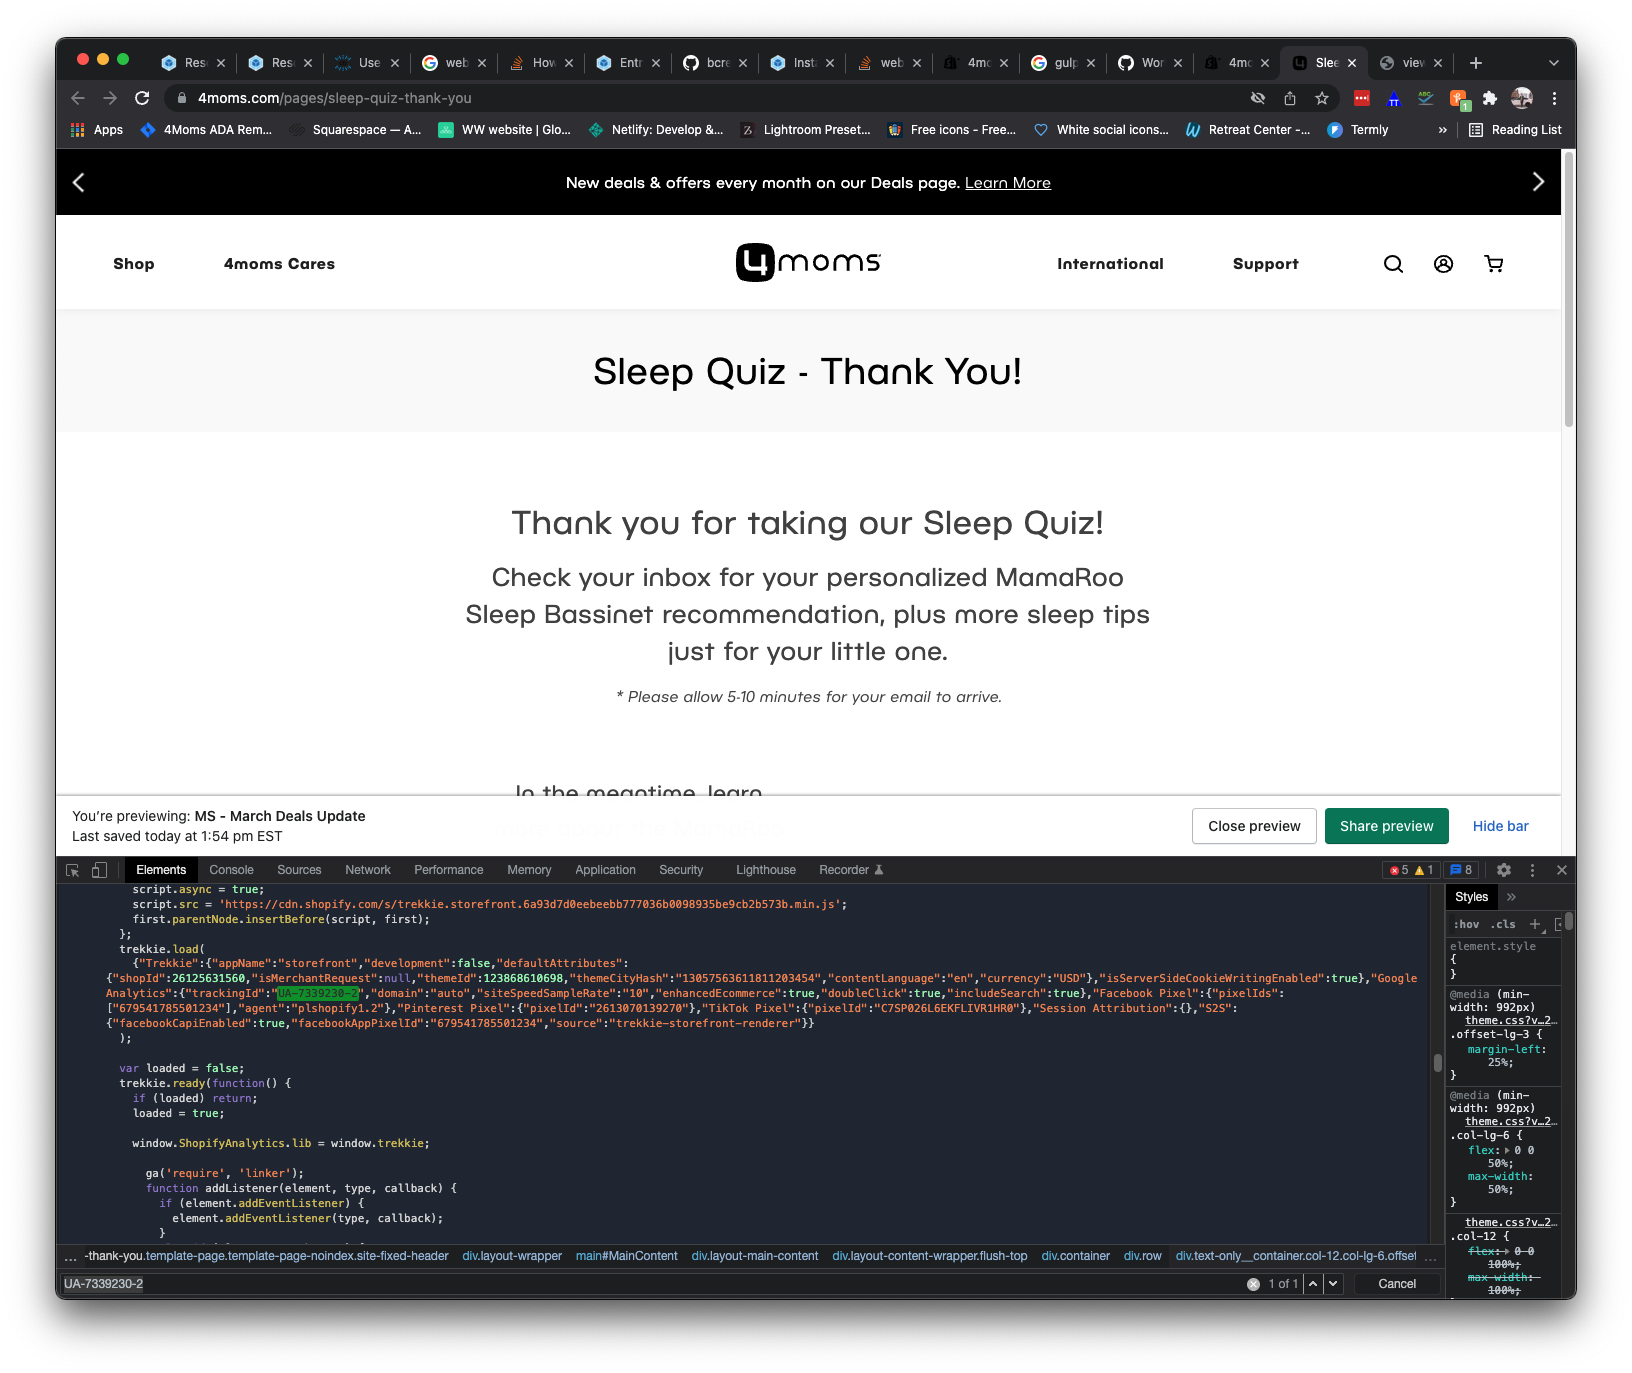 Res
Res
Use
web
How
Entr
bcre
Inst
web
4mo
gulp
Wor
4mo
Slee
view
4moms.com/pages/sleep-quiz-thank-you
Apps
4Moms ADA Rem...
Squarespace — A...
WW website | Glo...
Netlify: Develop &...
Lightroom Preset...
Free icons - Free...
White social icons...
Retreat Center -...
Termly
»
Reading List
New deals & offers every month on our Deals page. Learn More
Shop
4moms Cares
4moms
International
Support
Sleep Quiz - Thank You!
Thank you for taking our Sleep Quiz!
Check your inbox for your personalized MamaRoo
Sleep Bassinet recommendation, plus more sleep tips
just for your little one.
* Please allow 5-10 minutes for your email to arrive.
In the meantime, learn
You're previewing: MS - March Deals Update
Last saved today at 1:54 pm EST
Close preview
Share preview
Hide bar
Elements
Console
Sources
Network
Performance
Memory
Application
Security
Lighthouse
Recorder
5
1
8
script.async = true;
script.src = 'https://cdn.shopify.com/s/trekkie.storefront.6a93d7d0eebeebb777036b0098935be9cb2b573b.min.js';
first.parentNode.insertBefore(script, first);
};
trekkie.load(
{"Trekkie":{"appName":"storefront","development":false,"defaultAttributes":
{"shopId":26125631560,"isMerchantRequest":null,"themeId":123868610698,"themeCityHash":"13057563611811203454","contentLanguage":"en","currency":"USD"},"isServerSideCookieWritingEnabled":true},"Google
Analytics":{"trackingId":"UA-7339230-2","domain":"auto","siteSpeedSampleRate":"10","enhancedEcommerce":true,"doubleClick":true,"includeSearch":true},"Facebook Pixel":{"pixelIds":
["679541785501234"],"agent":"plshopify1.2"},"Pinterest Pixel":{"pixelId":"2613070139270"},"TikTok Pixel":{"pixelId":"C7SP026L6EKFLIVR1HR0"},"Session Attribution":{},"S2S":
{"facebookCapiEnabled":true,"facebookAppPixelId":"679541785501234","source":"trekkie-storefront-renderer"}}
);
var loaded = false;
trekkie.ready(function() {
if (loaded) return;
loaded = true;
window.ShopifyAnalytics.lib = window.trekkie;
ga('require', 'linker');
function addListener(element, type, callback) {
if (element.addEventListener) {
element.addEventListener(type, callback);
}
Styles
»
:hov
.cls
element.style
{
}
@media (min-
width: 992px)
theme.css?v…2…
.offset-lg-3 {
margin-left:
25%;
}
@media (min-
width: 992px)
theme.css?v…2…
.col-lg-6 {
flex: 0 0
50%;
max-width:
50%;
}
theme.css?v…2…
.col-12 {
flex: 0 0
100%;
max-width:
100%;
... -thank-you.template-page.template-page-noindex.site-fixed-header
div.layout-wrapper
main#MainContent
div.layout-main-content
div.layout-content-wrapper.flush-top
div.container
div.row
div.text-only__container.col-12.col-lg-6.offset
...
UA-7339230-2
1 of 1
Cancel